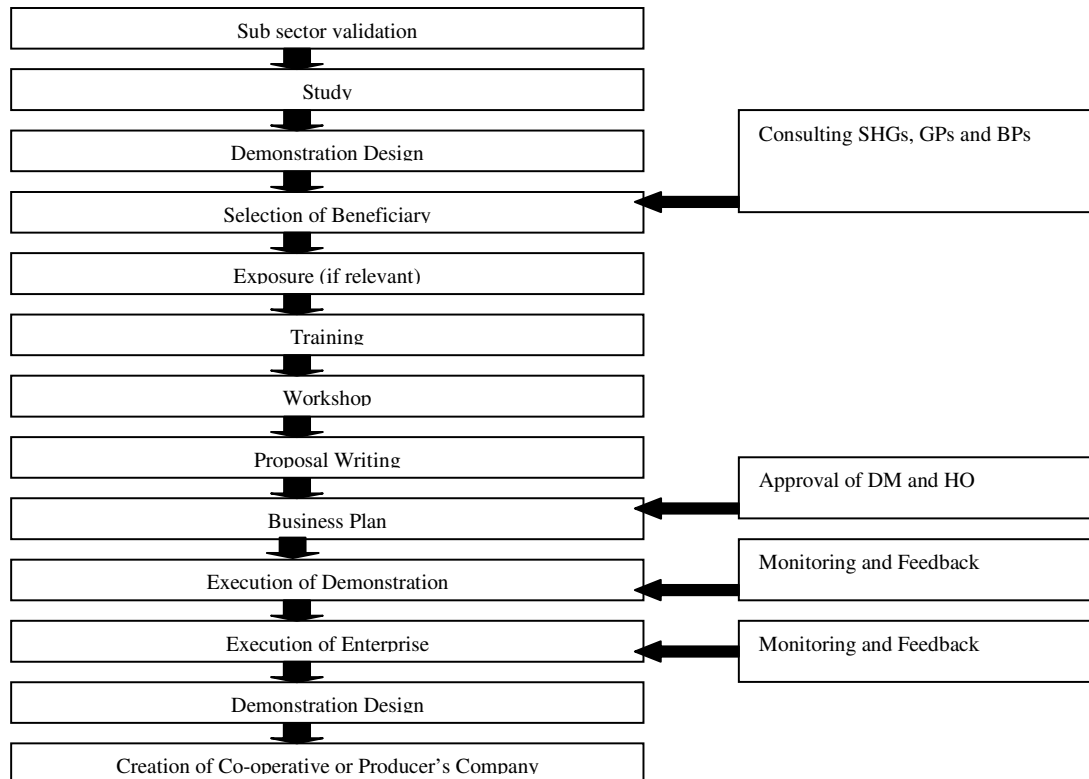 Sub sector validation
Study
Demonstration Design
Consulting SHGs, GPs and BPs
Selection of Beneficiary
Exposure (if relevant)
Training
Workshop
Proposal Writing
Approval of DM and HO
Business Plan
Monitoring and Feedback
Execution of Demonstration
Monitoring and Feedback
Execution of Enterprise
Demonstration Design
Creation of Co-operative or Producer's Company